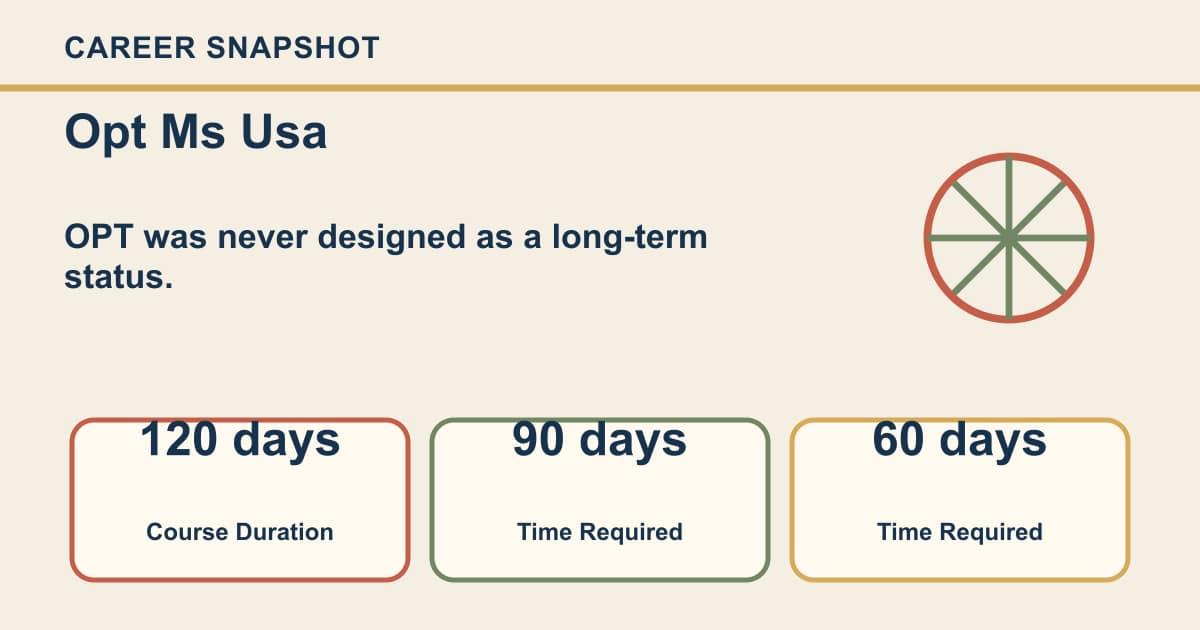 CAREER SNAPSHOT
Opt Ms Usa
OPT was never designed as a long-term
status.
120 days
Course Duration
90 days
Time Required
60 days
Time Required